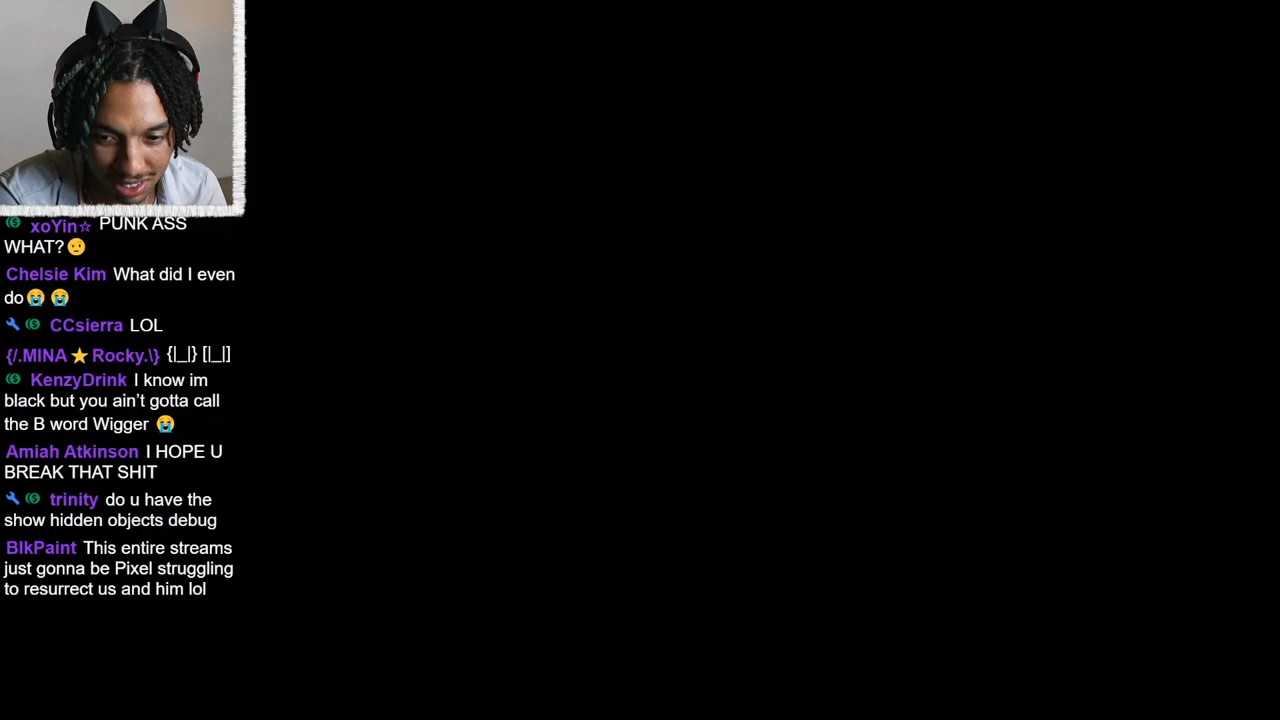 xoYin☆ PUNK ASS
WHAT?🙁
Chelsie Kim What did I even
do😭 😭
CCsierra LOL
{/.MINA⭐Rocky.\} {|_|} [|_|]
KenzyDrink I know im
black but you ain’t gotta call
the B word Wigger 😭
Amiah Atkinson I HOPE U
BREAK THAT SHIT
trinity do u have the
show hidden objects debug
BlkPaint This entire streams
just gonna be Pixel struggling
to resurrect us and him lol